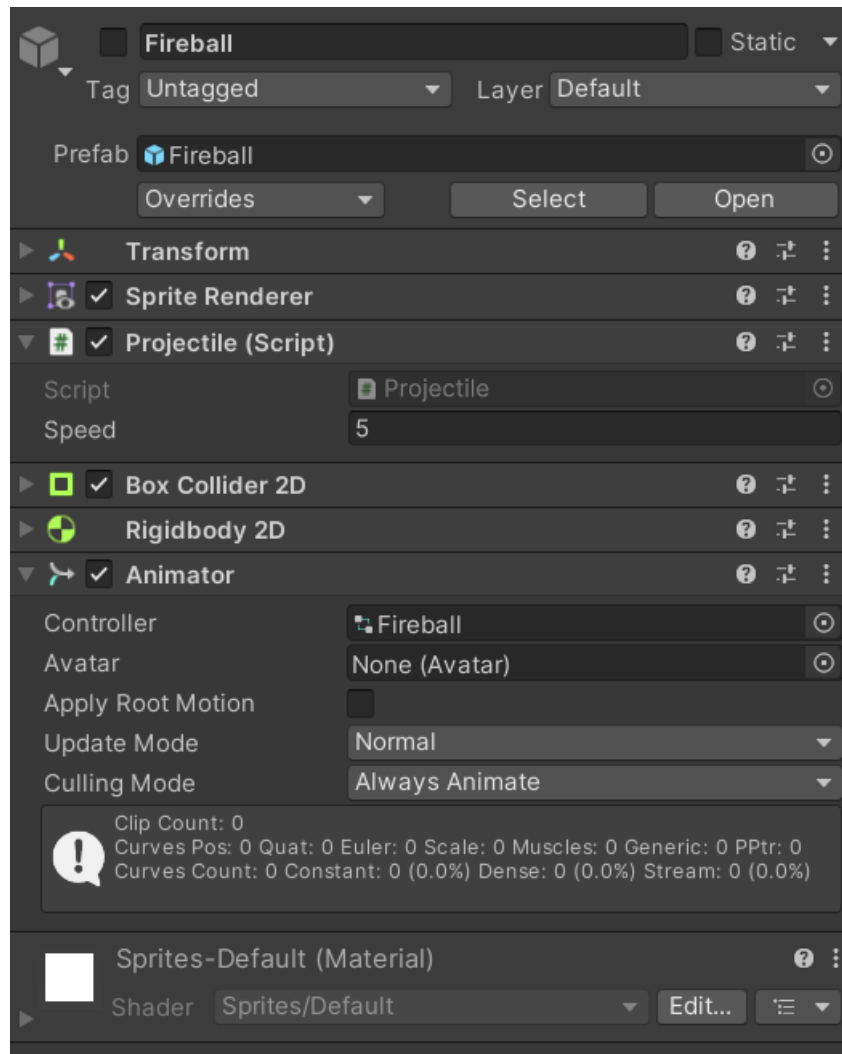 Fireball Static
Tag Untagged Layer Default
Prefab Fireball
Overrides Select Open
Transform
Sprite Renderer
# Projectile (Script)
Script # Projectile
Speed 5
Box Collider 2D
Rigidbody 2D
Animator
Controller Fireball
Avatar None (Avatar)
Apply Root Motion
Update Mode Normal
Culling Mode Always Animate
Clip Count: 0
Curves Pos: 0 Quat: 0 Euler: 0 Scale: 0 Muscles: 0 Generic: 0 PPtr: 0
Curves Count: 0 Constant: 0 (0.0%) Dense: 0 (0.0%) Stream: 0 (0.0%)
Sprites-Default (Material)
Shader Sprites/Default Edit...